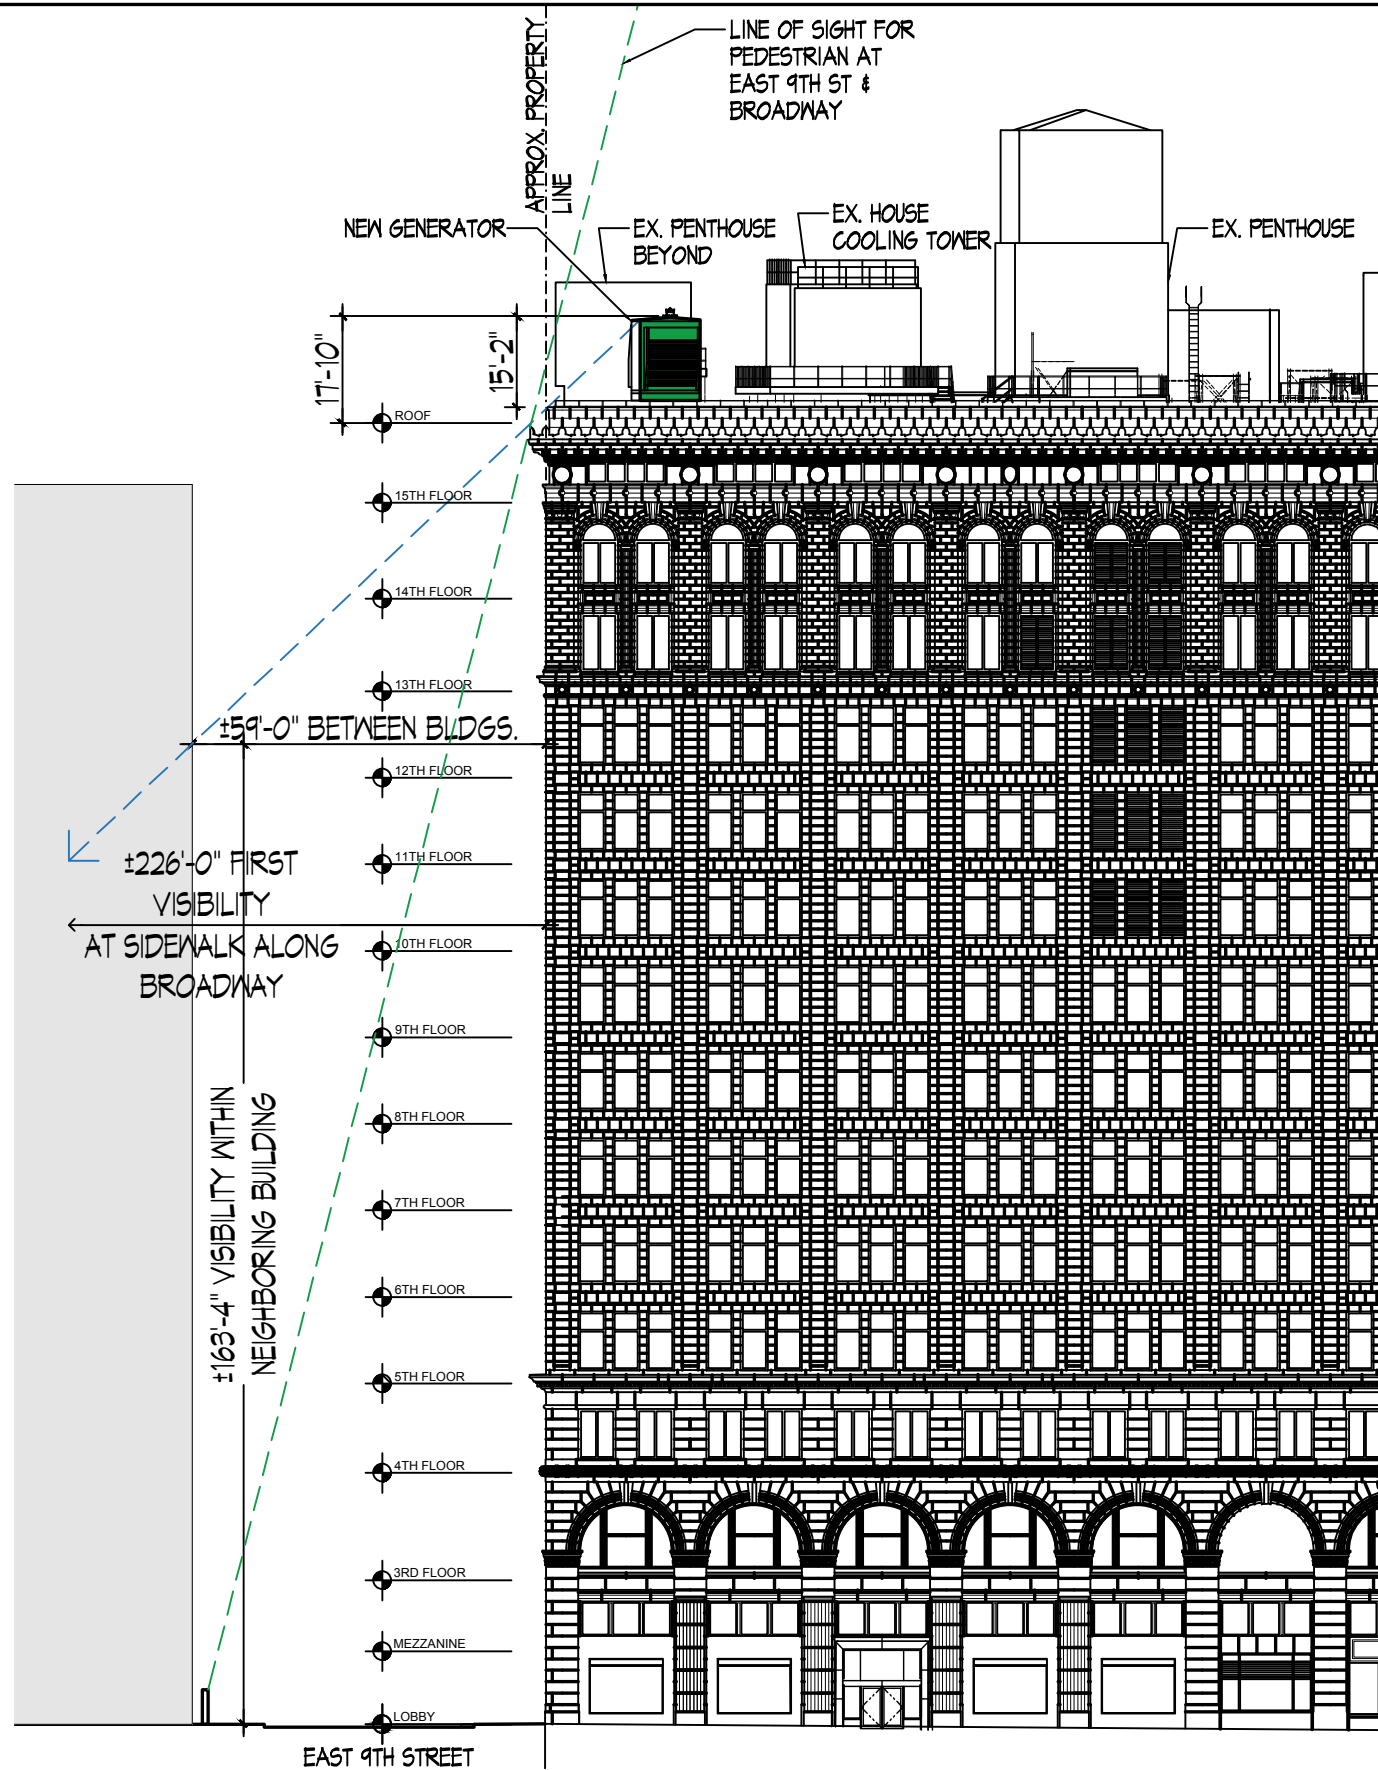 APPROX. PROPERTY
LINE
LINE OF SIGHT FOR
PEDESTRIAN AT
EAST 9TH ST &
BROADWAY
NEW GENERATOR
EX. PENTHOUSE
BEYOND
EX. HOUSE
COOLING TOWER
EX. PENTHOUSE
17'-10"
15'-2"
ROOF
15TH FLOOR
14TH FLOOR
13TH FLOOR
±59'-0" BETWEEN BLDGS.
12TH FLOOR
11TH FLOOR
±226'-0" FIRST
VISIBILITY
AT SIDEWALK ALONG
BROADWAY
10TH FLOOR
9TH FLOOR
±163'-4" VISIBILITY WITHIN
NEIGHBORING BUILDING
8TH FLOOR
7TH FLOOR
6TH FLOOR
5TH FLOOR
4TH FLOOR
3RD FLOOR
MEZZANINE
LOBBY
EAST 9TH STREET